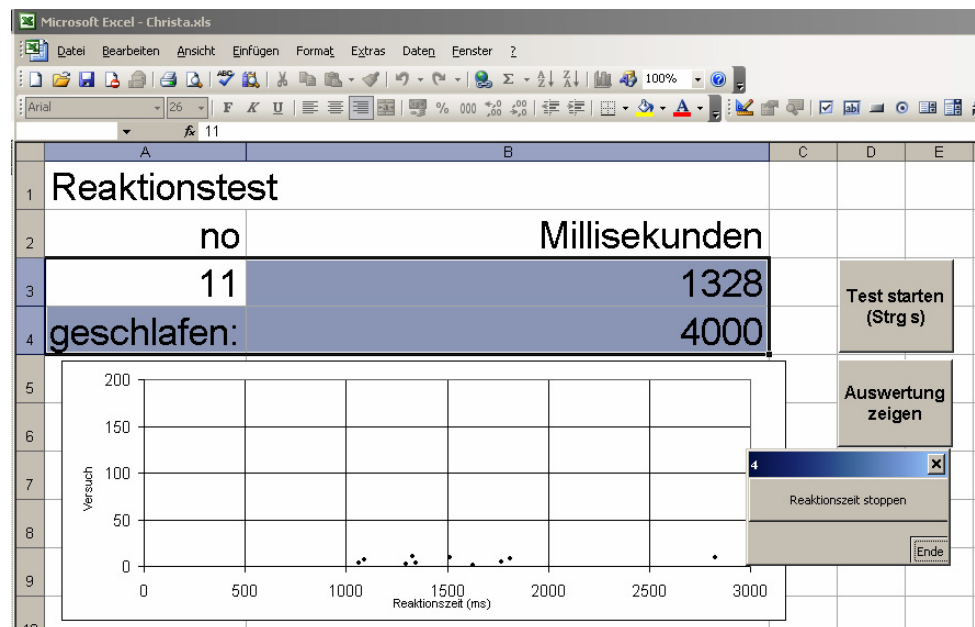 Microsoft Excel - Christa.xls
Datei Bearbeiten Ansicht Einfügen Format Extras Daten Fenster ?
100%
Arial 26 F K U % 000
fx 11
A B C D E
1 Reaktionstest
2 no Millisekunden
3 11 1328
4 geschlafen: 4000
Test starten
(Strg s)
5
6
7
8
9
Auswertung
zeigen
200
150
100
50
0
Versuch
0 500 1000 1500 2000 2500 3000
Reaktionszeit (ms)
4
Reaktionszeit stoppen
Ende